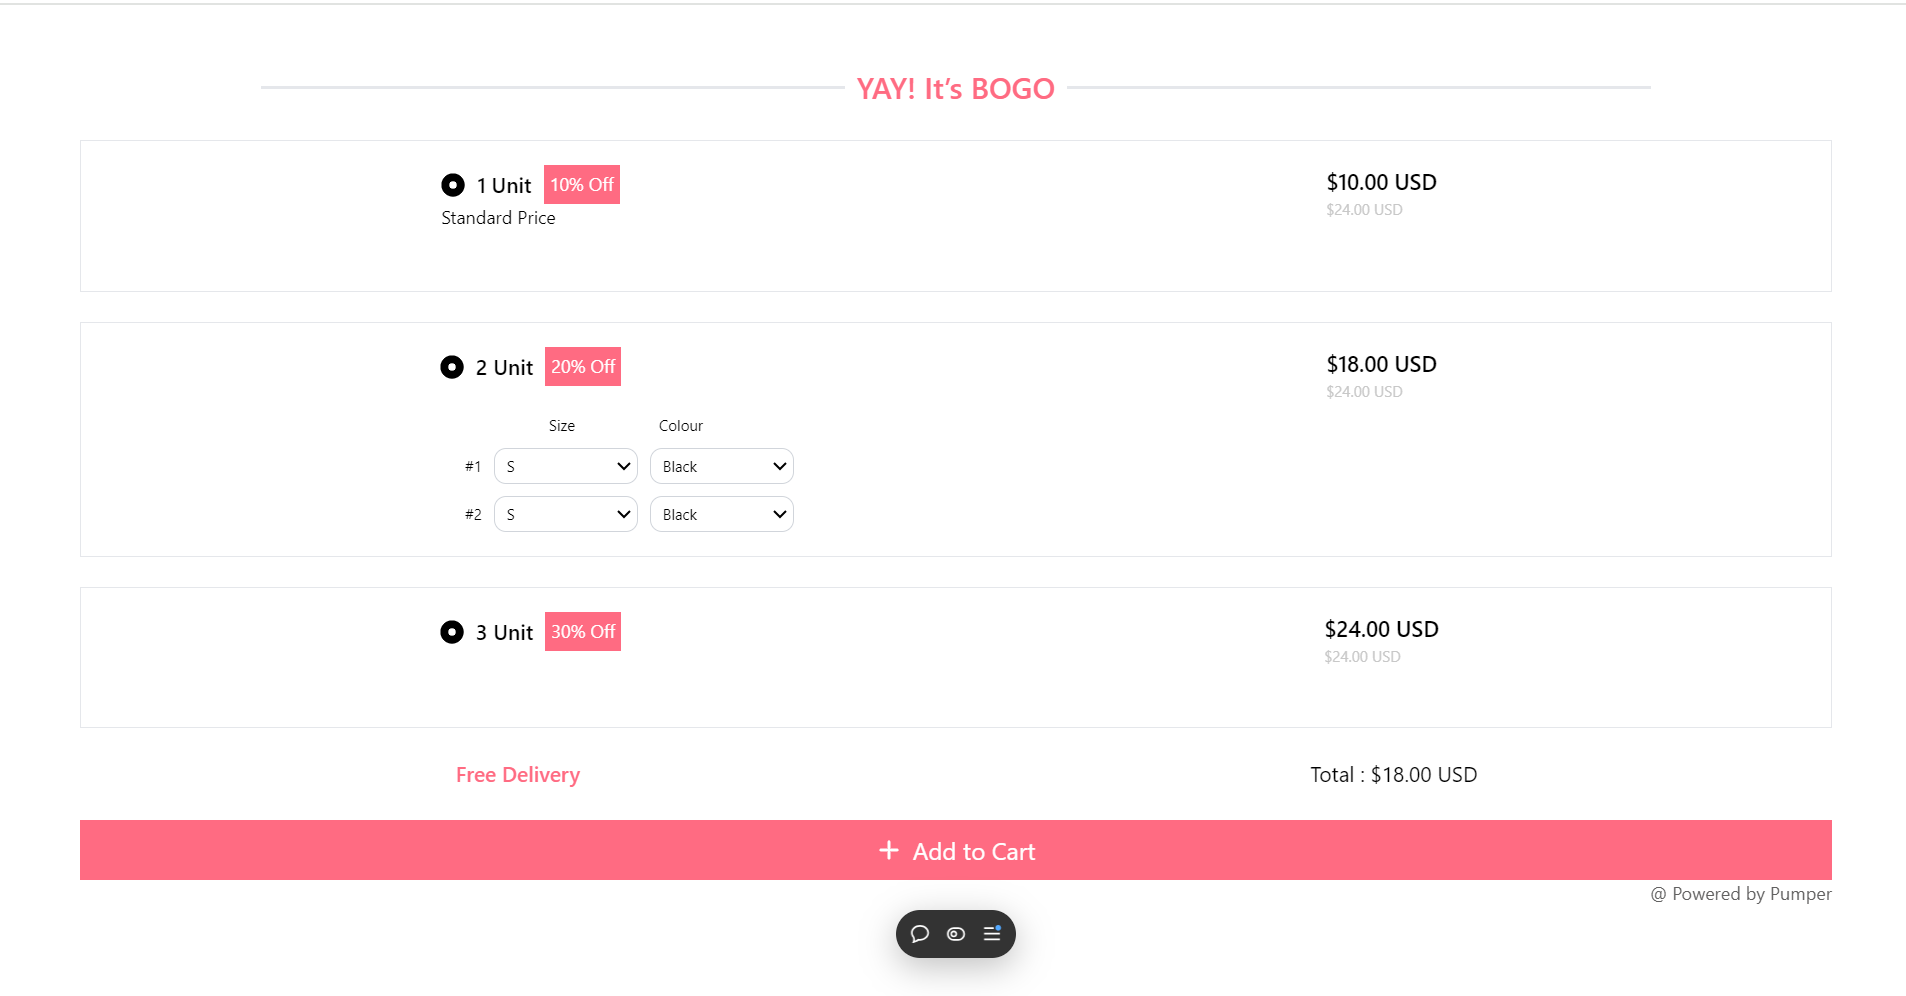 YAY! It’s BOGO
1 Unit 10% Off $10.00 USD
Standard Price $24.00 USD
2 Unit 20% Off $18.00 USD
$24.00 USD
Size Colour
#1 S Black
#2 S Black
3 Unit 30% Off $24.00 USD
$24.00 USD
Free Delivery Total : $18.00 USD
+ Add to Cart
@ Powered by Pumper